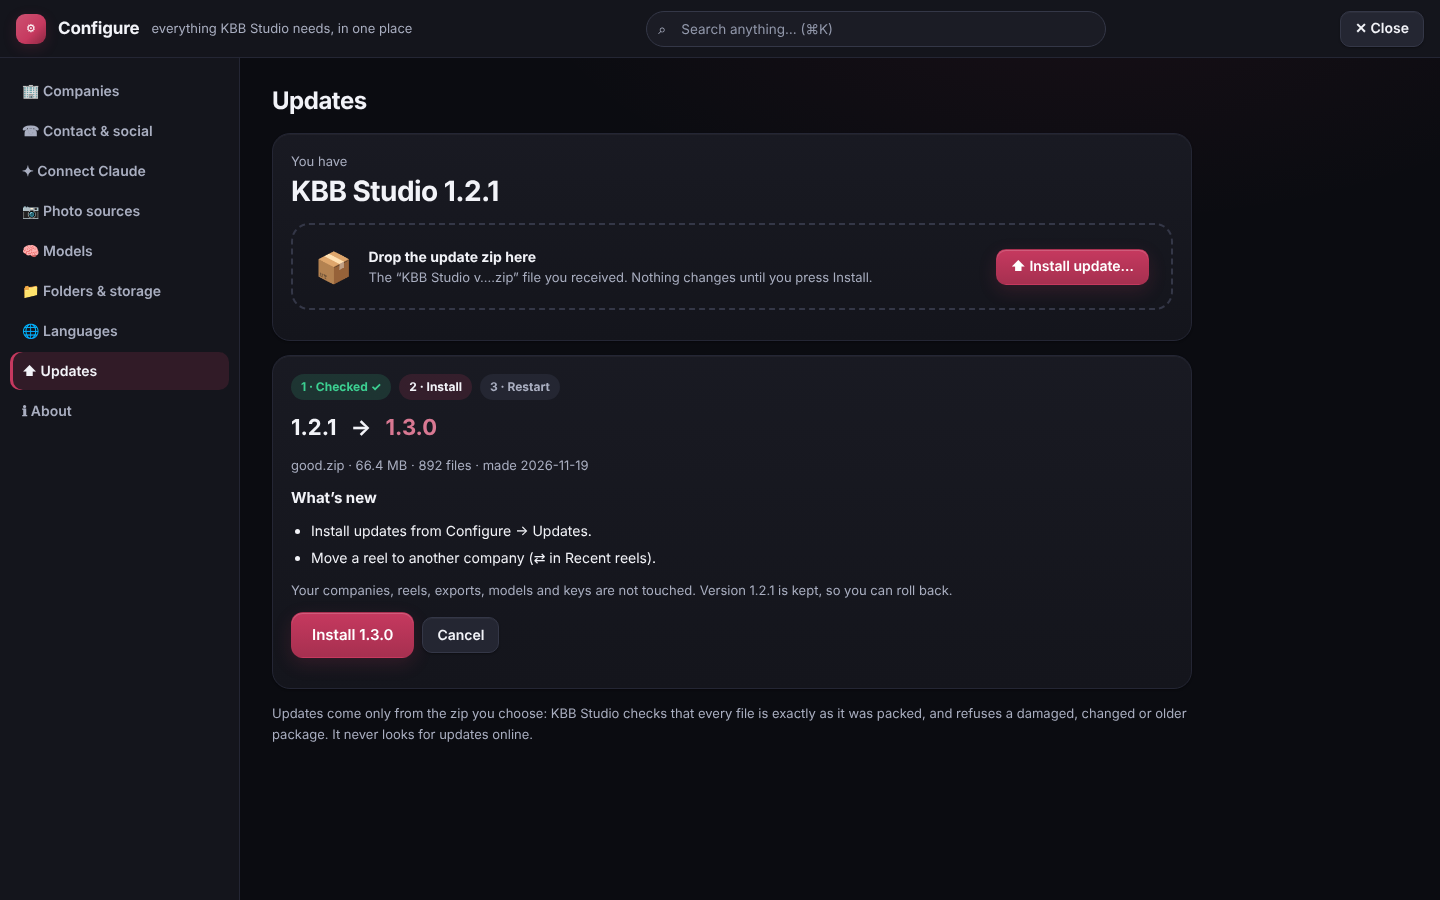 Configure everything KBB Studio needs, in one place
Search anything... (⌘K)
✕ Close
Companies
Contact & social
Connect Claude
Photo sources
Models
Folders & storage
Languages
Updates
About
Updates
You have
KBB Studio 1.2.1
Drop the update zip here
The “KBB Studio v....zip” file you received. Nothing changes until you press Install.
Install update...
1 · Checked ✓
2 · Install
3 · Restart
1.2.1 → 1.3.0
good.zip · 66.4 MB · 892 files · made 2026-11-19
What’s new
• Install updates from Configure → Updates.
• Move a reel to another company (⇄ in Recent reels).
Your companies, reels, exports, models and keys are not touched. Version 1.2.1 is kept, so you can roll back.
Install 1.3.0
Cancel
Updates come only from the zip you choose: KBB Studio checks that every file is exactly as it was packed, and refuses a damaged, changed or older
package. It never looks for updates online.